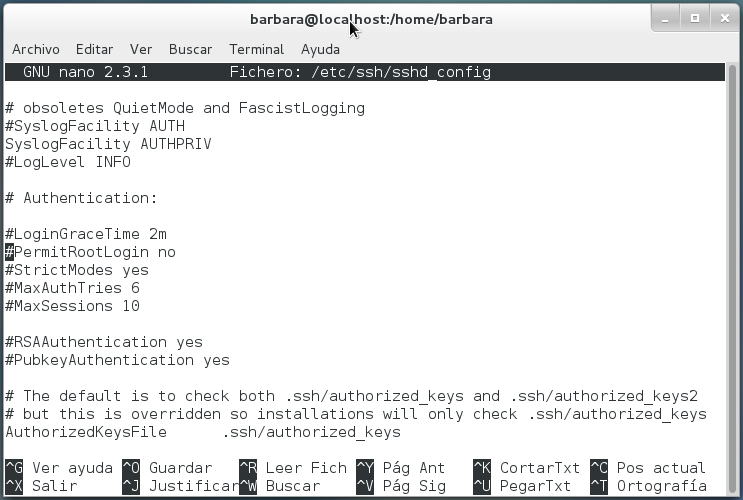 barbara@localhost:/home/barbara
Archivo Editar Ver Buscar Terminal Ayuda
GNU nano 2.3.1 Fichero: /etc/ssh/sshd_config
# obsoletes QuietMode and FascistLogging
#SyslogFacility AUTH
SyslogFacility AUTHPRIV
#LogLevel INFO
# Authentication:
#LoginGraceTime 2m
#PermitRootLogin no
#StrictModes yes
#MaxAuthTries 6
#MaxSessions 10
#RSAAuthentication yes
#PubkeyAuthentication yes
# The default is to check both .ssh/authorized_keys and .ssh/authorized_keys2
# but this is overridden so installations will only check .ssh/authorized_keys
AuthorizedKeysFile .ssh/authorized_keys
^G Ver ayuda ^O Guardar ^R Leer Fich ^Y Pág Ant ^K CortarTxt ^C Pos actual
^X Salir ^J Justificar ^W Buscar ^V Pág Sig ^U PegarTxt ^T Ortografía